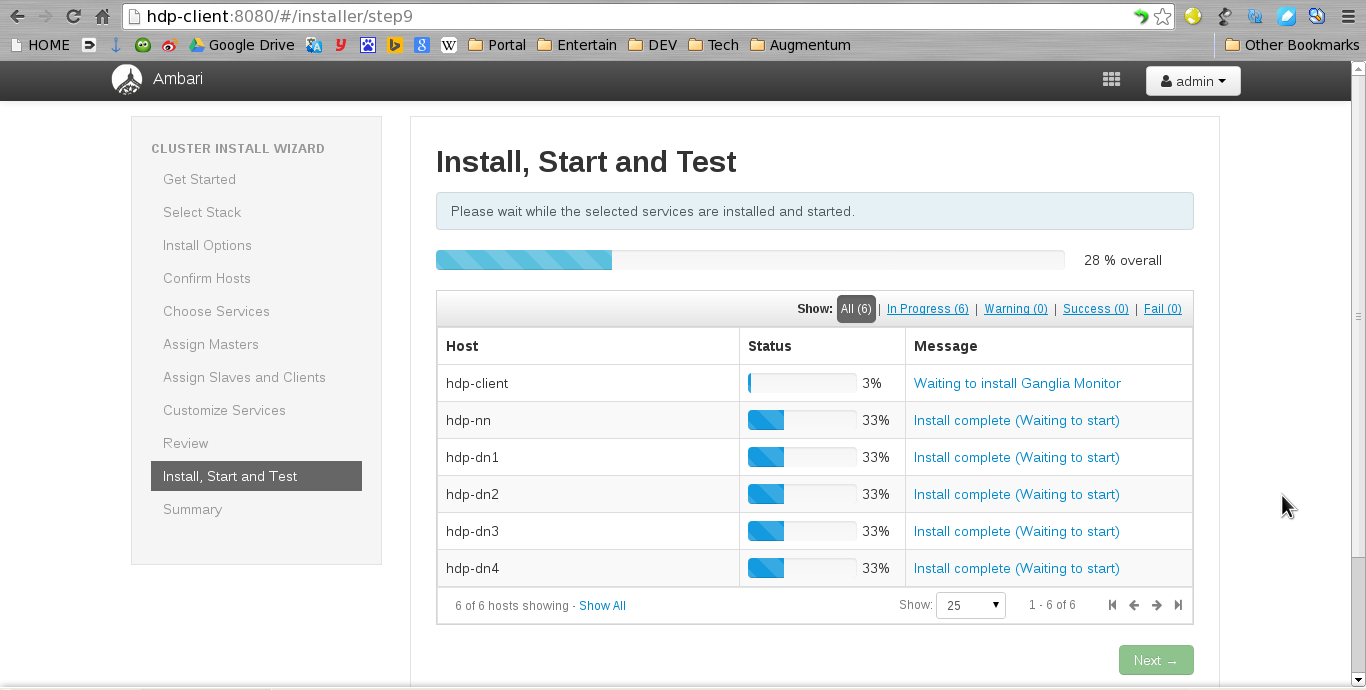 hdp-client:8080/#/installer/step9
HOME Google Drive Portal Entertain DEV Tech Augmentum Other Bookmarks
Ambari admin
CLUSTER INSTALL WIZARD
Get Started
Select Stack
Install Options
Confirm Hosts
Choose Services
Assign Masters
Assign Slaves and Clients
Customize Services
Review
Install, Start and Test
Summary
Install, Start and Test
Please wait while the selected services are installed and started.
28 % overall
Show: All (6) | In Progress (6) | Warning (0) | Success (0) | Fail (0)
Host Status Message
hdp-client 3% Waiting to install Ganglia Monitor
hdp-nn 33% Install complete (Waiting to start)
hdp-dn1 33% Install complete (Waiting to start)
hdp-dn2 33% Install complete (Waiting to start)
hdp-dn3 33% Install complete (Waiting to start)
hdp-dn4 33% Install complete (Waiting to start)
6 of 6 hosts showing - Show All Show: 25 1 - 6 of 6
Next →